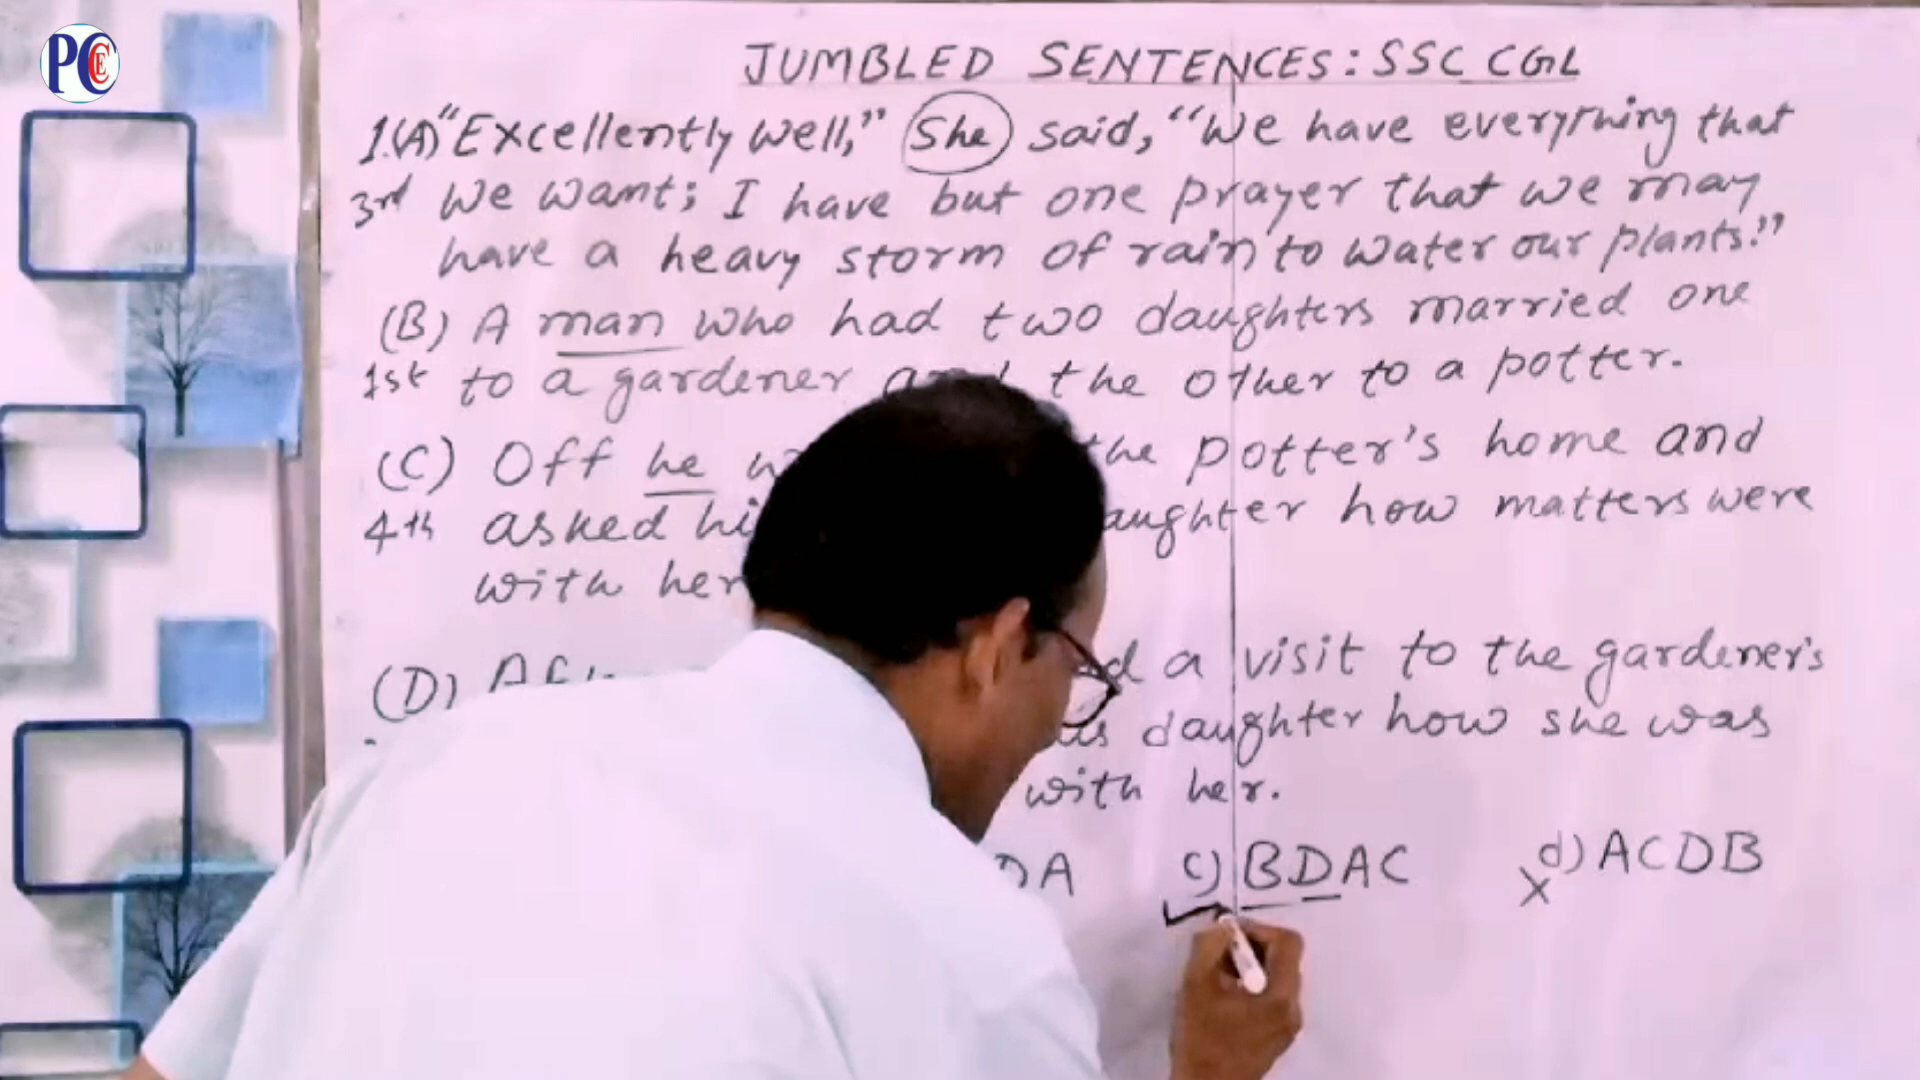 PCEC
JUMBLED SENTENCES: SSC CGL
1.(A) "Excellently well," She said, "We have everything that
3rd we want; I have but one prayer that we may
have a heavy storm of rain to water our plants."
(B) A man who had two daughters married one
1st to a gardener the other to a potter.
(C) Off he the potter's home and
4th asked daughter how matters were
with her
(D) a visit to the gardener's
daughter how she was
with her.
DA c) BDAC d) ACDB
X